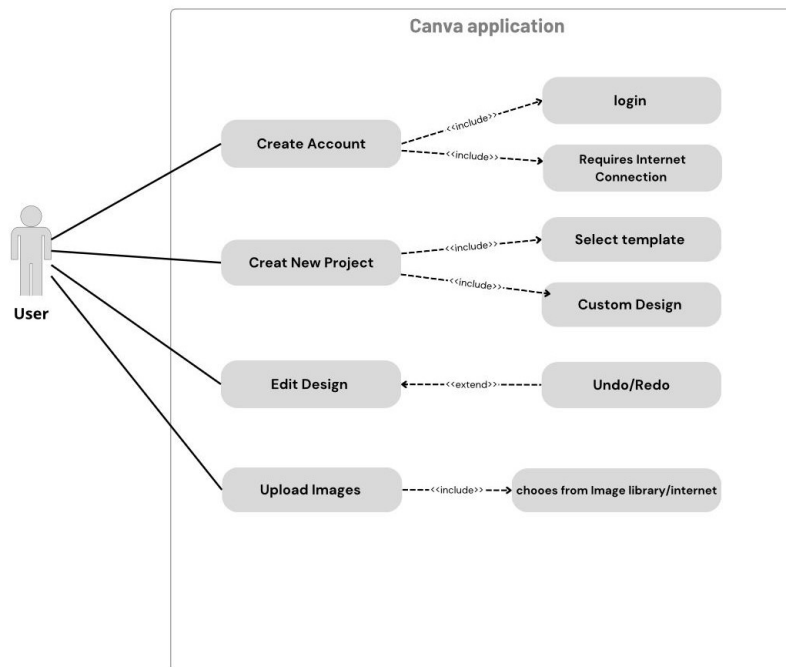 Canva application
login
<<include>>
Create Account
<<include>>
Requires Internet
Connection
Select template
<<include>>
Creat New Project
<<include>>
Custom Design
User
Edit Design
<<extend>>
Undo/Redo
Upload Images
<<include>>
chooes from Image library/internet